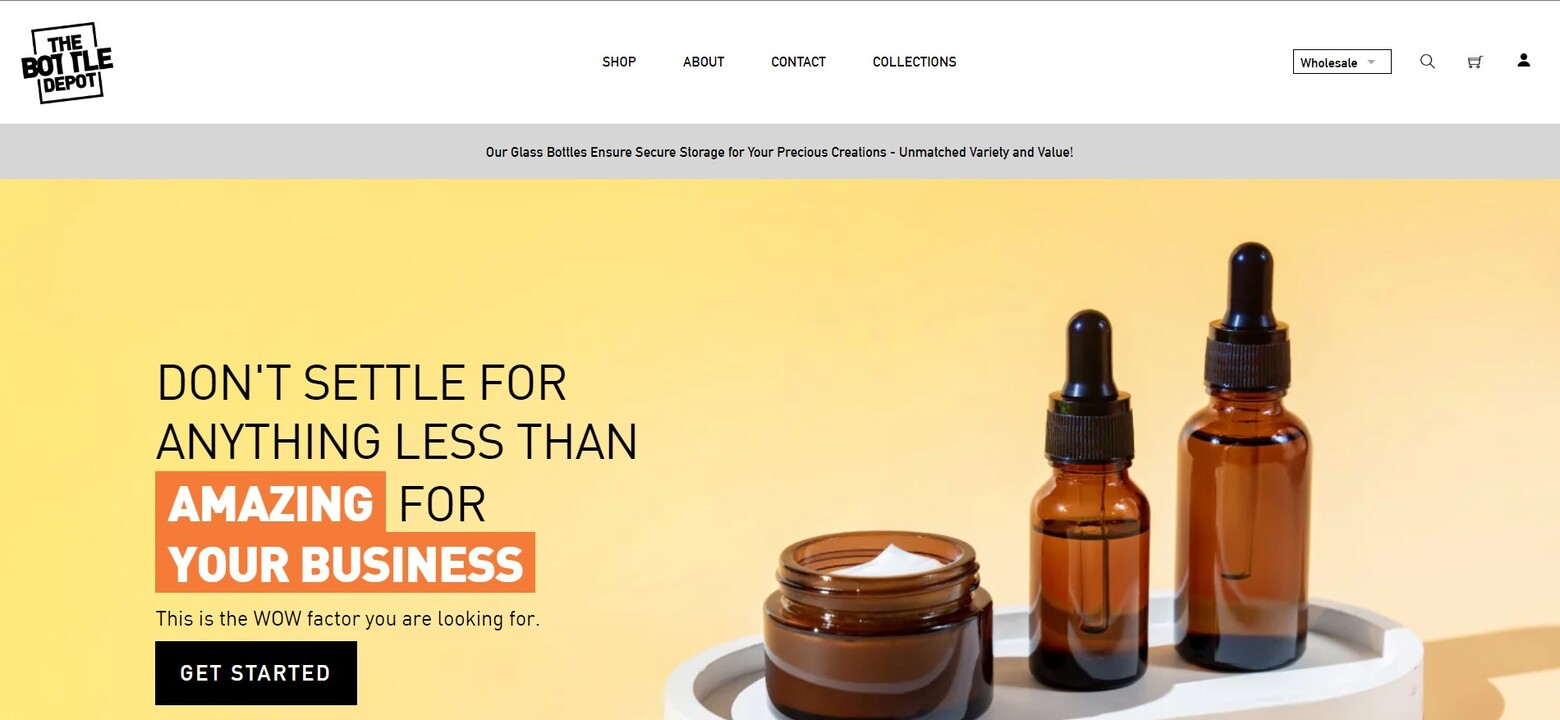 THE
BOTTLE
DEPOT
SHOP ABOUT CONTACT COLLECTIONS
Wholesale
Our Glass Bottles Ensure Secure Storage for Your Precious Creations - Unmatched Variety and Value!
DON'T SETTLE FOR
ANYTHING LESS THAN
AMAZING FOR
YOUR BUSINESS
This is the WOW factor you are looking for.
GET STARTED